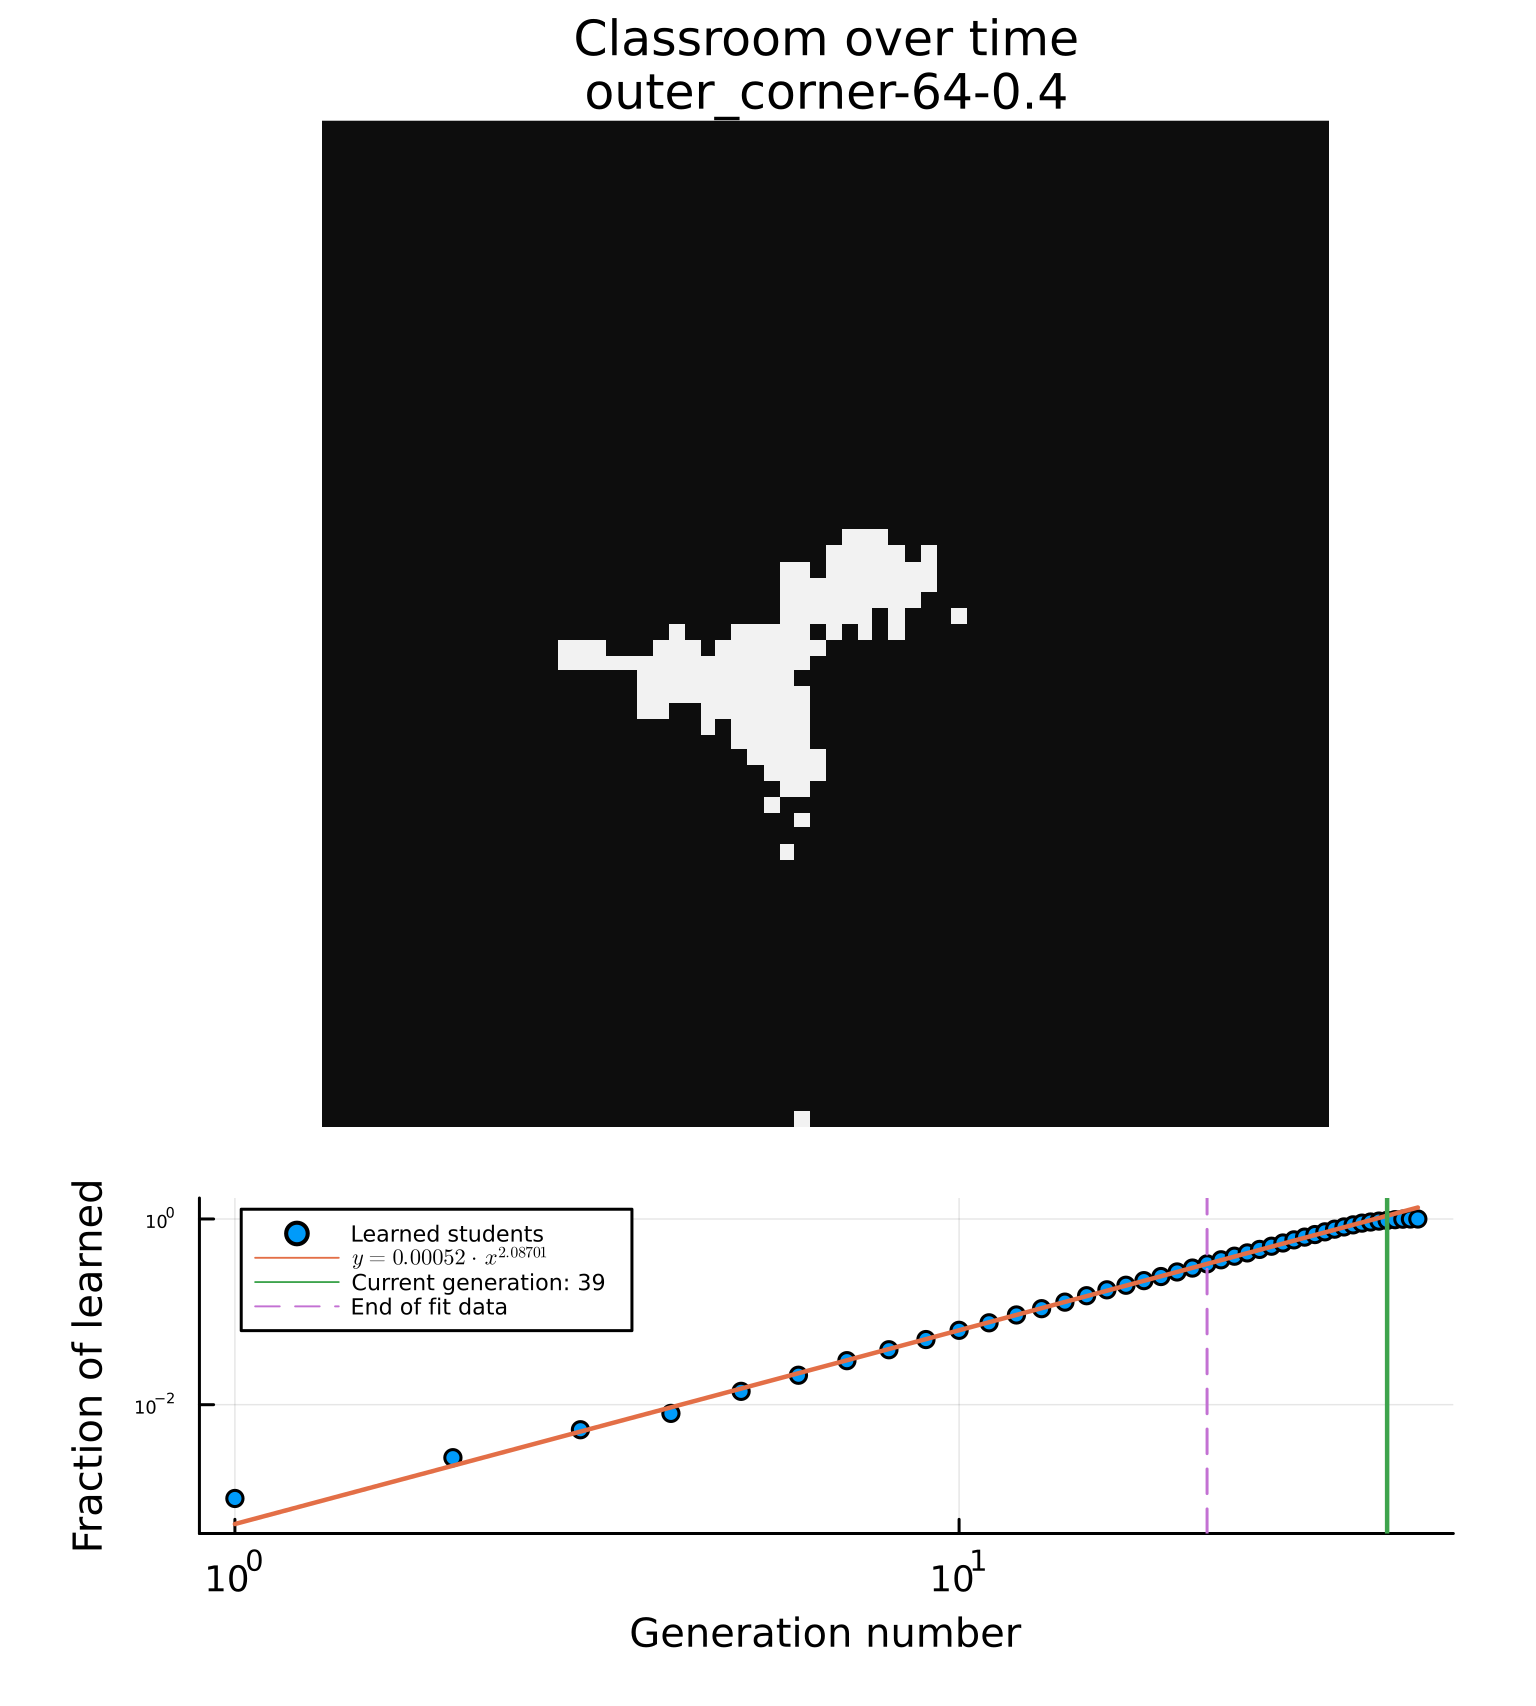 Classroom over time
outer_corner-64-0.4
Fraction of learned
10^0
10^−2
Learned students
y = 0.00052 · x^2.08701
Current generation: 39
End of fit data
10^0
10^1
Generation number